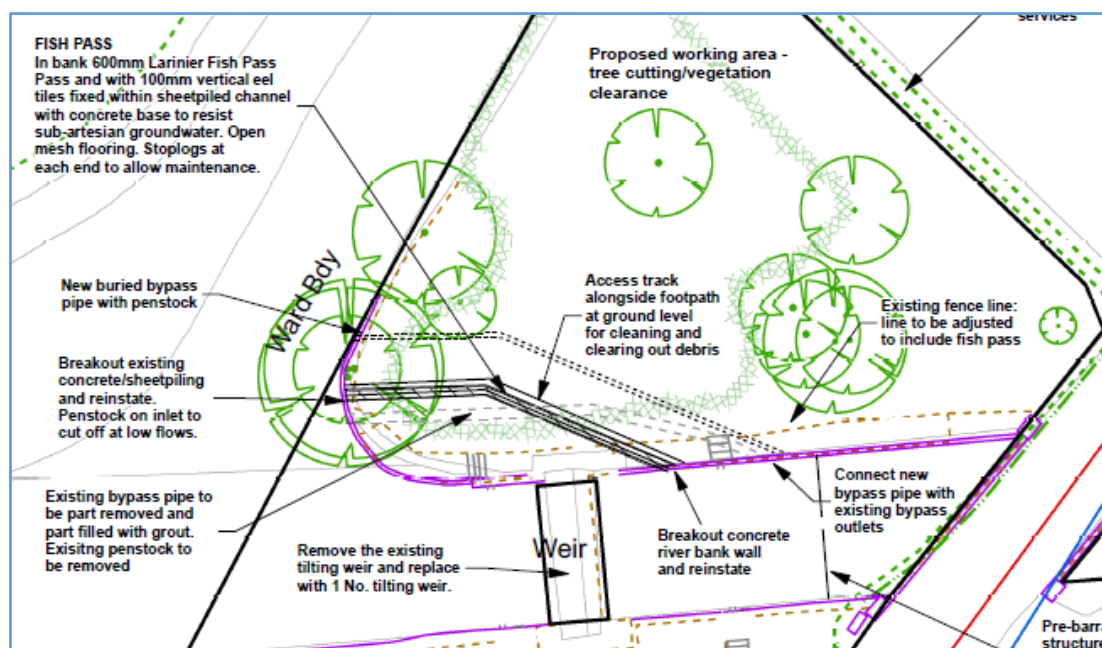 FISH PASS
In bank 600mm Larinier Fish Pass
Pass and with 100mm vertical eel
tiles fixed within sheetpiled channel
with concrete base to resist
sub-artesian groundwater. Open
mesh flooring. Stoplogs at
each end to allow maintenance.
Proposed working area -
tree cutting/vegetation
clearance
services
Ward Bdy
New buried bypass
pipe with penstock
Access track
alongside footpath
at ground level
for cleaning and
clearing out debris
Existing fence line:
line to be adjusted
to include fish pass
Breakout existing
concrete/sheetpiling
and reinstate.
Penstock on inlet to
cut off at low flows.
Existing bypass pipe to
be part removed and
part filled with grout.
Exisitng penstock to
be removed
Remove the existing
tilting weir and replace
with 1 No. tilting weir.
Weir
Breakout concrete
river bank wall
and reinstate
Connect new
bypass pipe with
existing bypass
outlets
Pre-barra
structure